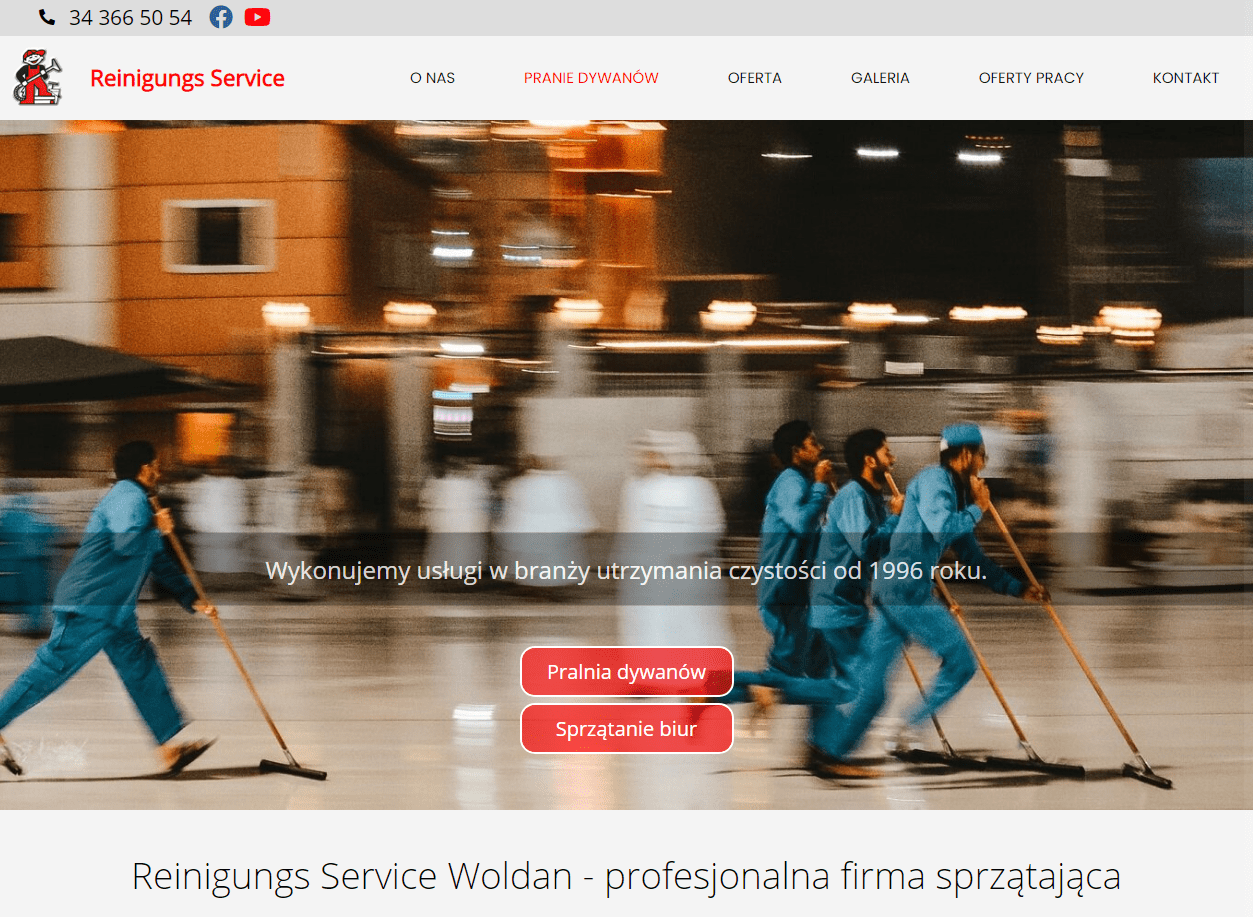 34 366 50 54
Reinigungs Service
O NAS
PRANIE DYWANÓW
OFERTA
GALERIA
OFERTY PRACY
KONTAKT
Wykonujemy usługi w branży utrzymania czystości od 1996 roku.
Pralnia dywanów
Sprzątanie biur
Reinigungs Service Woldan - profesjonalna firma sprzątająca